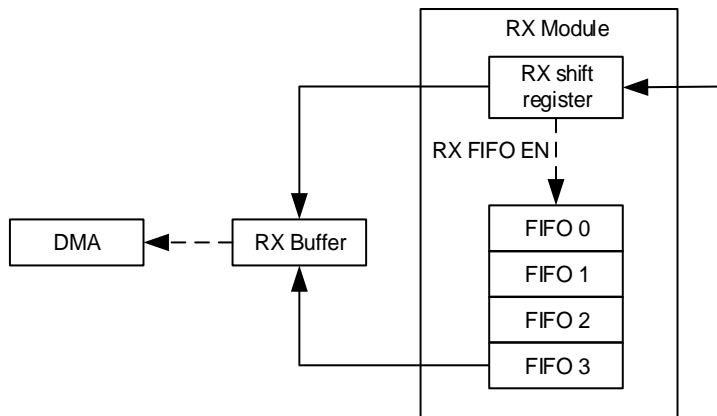 RX Module
RX shift
register
RX FIFO EN
FIFO 0
DMA
RX Buffer
FIFO 1
FIFO 2
FIFO 3